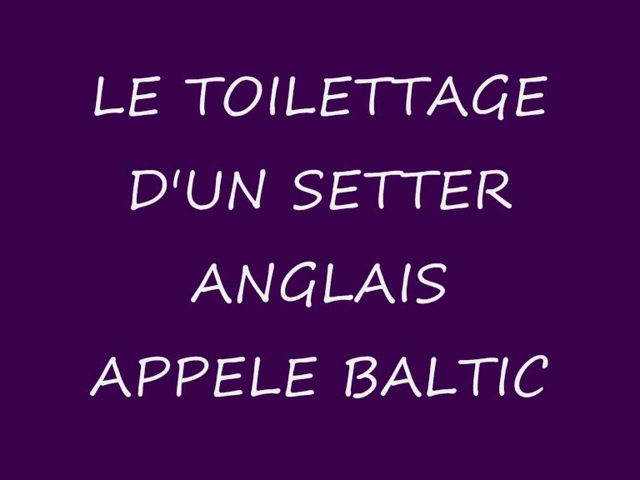 LE TOILETTAGE
D'UN SETTER
ANGLAIS
APPELE BALTIC